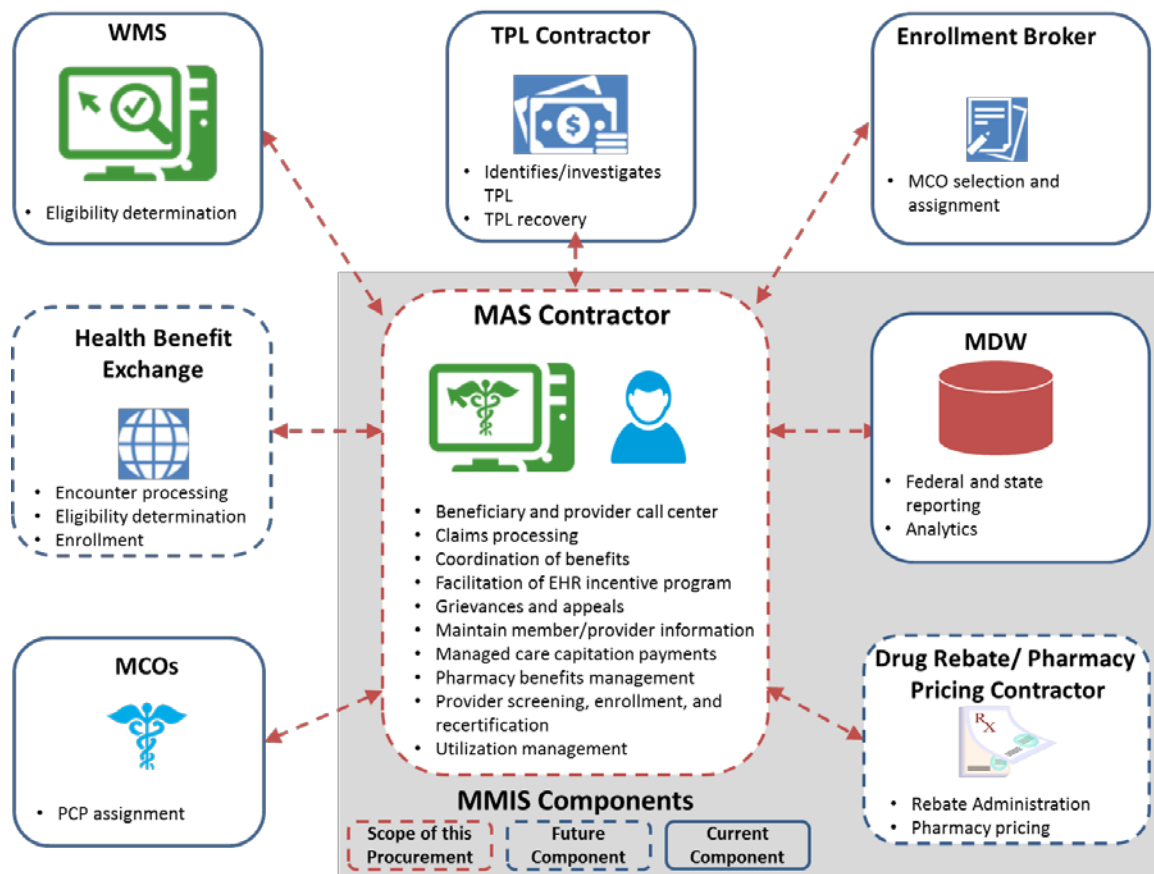 WMS
• Eligibility determination
TPL Contractor
• Identifies/investigates
TPL
• TPL recovery
Enrollment Broker
• MCO selection and
assignment
Health Benefit
Exchange
• Encounter processing
• Eligibility determination
• Enrollment
MAS Contractor
• Beneficiary and provider call center
• Claims processing
• Coordination of benefits
• Facilitation of EHR incentive program
• Grievances and appeals
• Maintain member/provider information
• Managed care capitation payments
• Pharmacy benefits management
• Provider screening, enrollment, and
recertification
• Utilization management
MDW
• Federal and state
reporting
• Analytics
MCOs
• PCP assignment
Drug Rebate/ Pharmacy
Pricing Contractor
RX
• Rebate Administration
• Pharmacy pricing
MMIS Components
Scope of this
Procurement
Future
Component
Current
Component